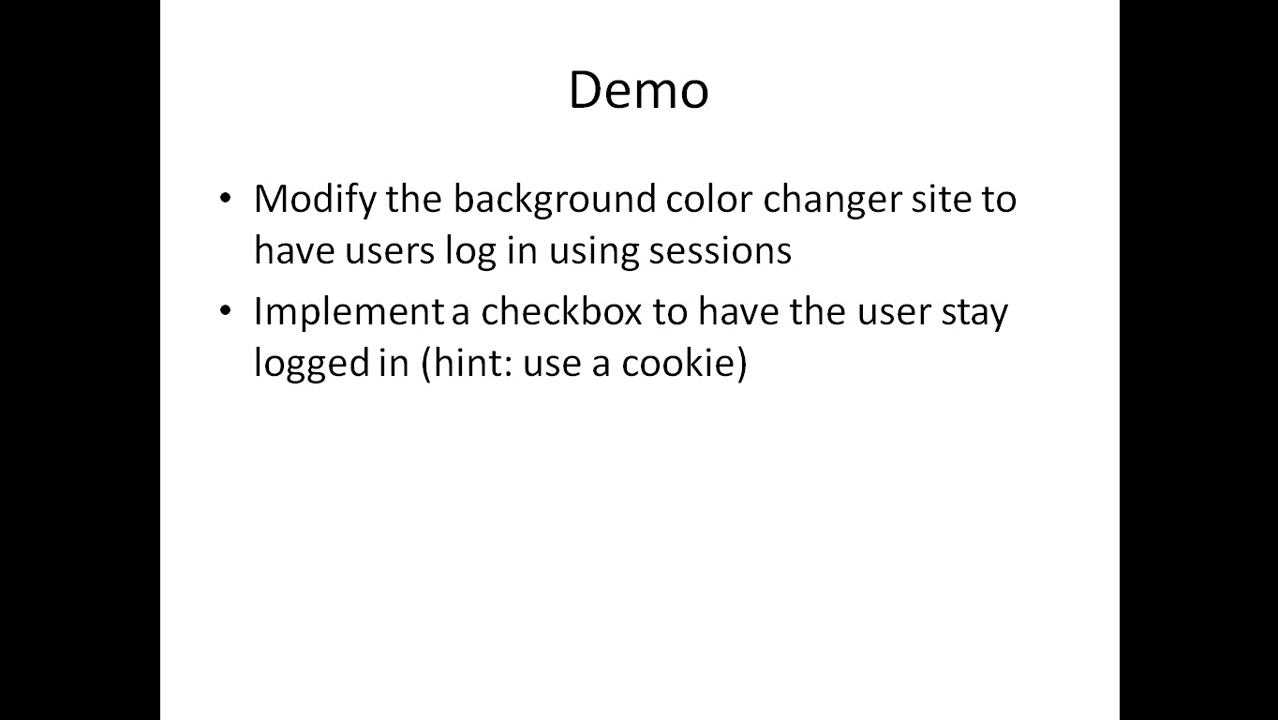 Demo
• Modify the background color changer site to
have users log in using sessions
• Implement a checkbox to have the user stay
logged in (hint: use a cookie)